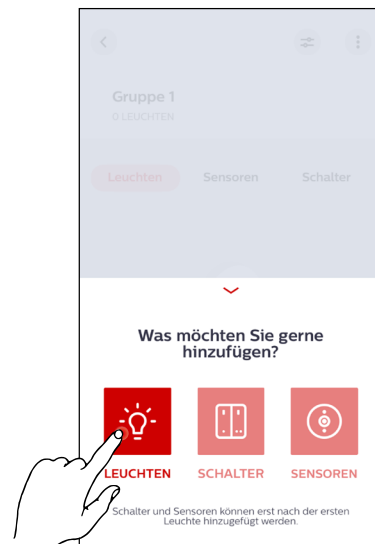 Gruppe 1
0 LEUCHTEN
Leuchten Sensoren Schalter
Was möchten Sie gerne
hinzufügen?
LEUCHTEN SCHALTER SENSOREN
Schalter und Sensoren können erst nach der ersten
Leuchte hinzugefügt werden.